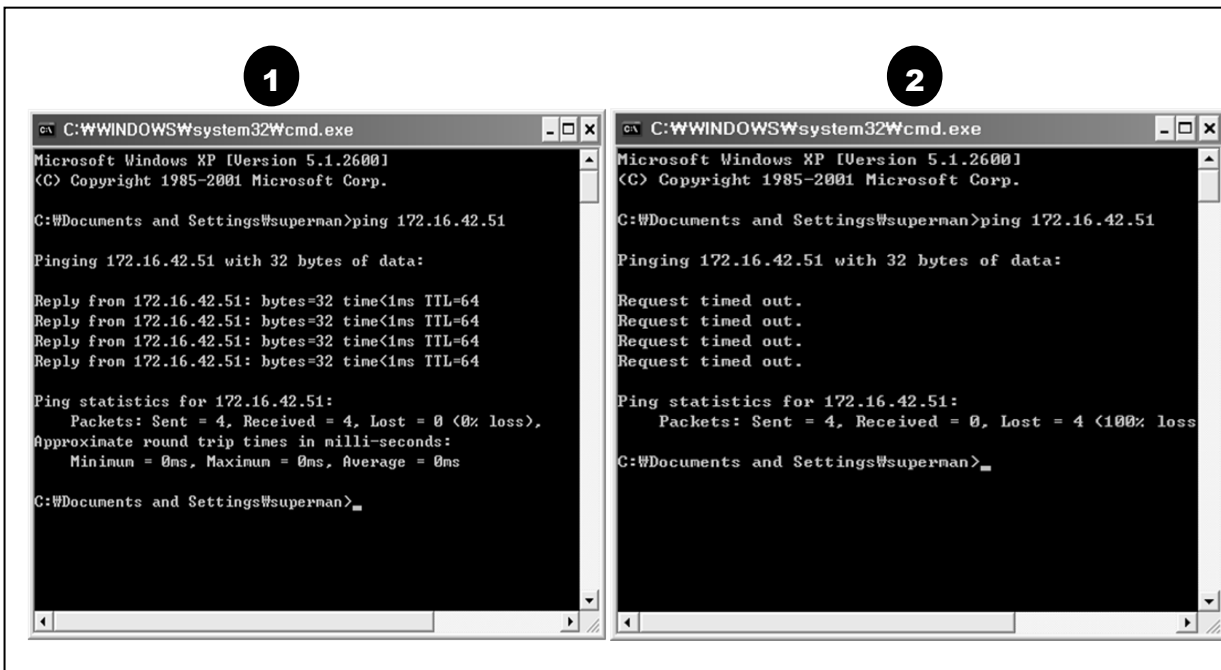 1
C:₩WINDOWS₩system32₩cmd.exe
Microsoft Windows XP [Version 5.1.2600]
(C) Copyright 1985-2001 Microsoft Corp.
C:₩Documents and Settings₩superman>ping 172.16.42.51
Pinging 172.16.42.51 with 32 bytes of data:
Reply from 172.16.42.51: bytes=32 time<1ms TTL=64
Reply from 172.16.42.51: bytes=32 time<1ms TTL=64
Reply from 172.16.42.51: bytes=32 time<1ms TTL=64
Reply from 172.16.42.51: bytes=32 time<1ms TTL=64
Ping statistics for 172.16.42.51:
Packets: Sent = 4, Received = 4, Lost = 0 (0% loss),
Approximate round trip times in milli-seconds:
Minimum = 0ms, Maximum = 0ms, Average = 0ms
C:₩Documents and Settings₩superman>_
2
C:₩WINDOWS₩system32₩cmd.exe
Microsoft Windows XP [Version 5.1.2600]
(C) Copyright 1985-2001 Microsoft Corp.
C:₩Documents and Settings₩superman>ping 172.16.42.51
Pinging 172.16.42.51 with 32 bytes of data:
Request timed out.
Request timed out.
Request timed out.
Request timed out.
Ping statistics for 172.16.42.51:
Packets: Sent = 4, Received = 0, Lost = 4 (100% loss
C:₩Documents and Settings₩superman>_